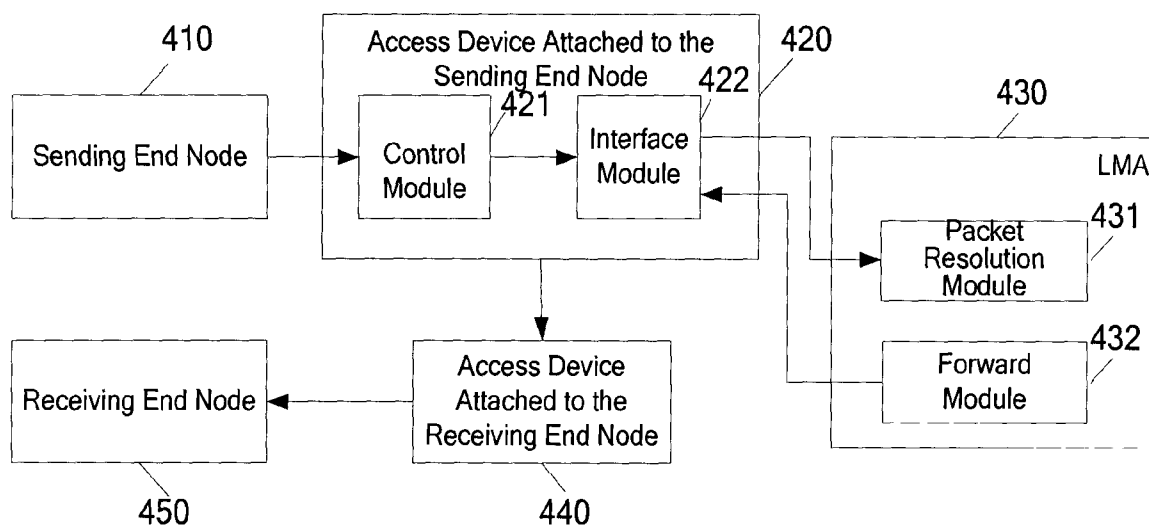 410
Access Device Attached to the
Sending End Node
420
421
422
430
Sending End Node
Control
Module
Interface
Module
LMA
Packet
Resolution
Module
431
432
Forward
Module
Receiving End Node
Access Device
Attached to the
Receiving End Node
450
440